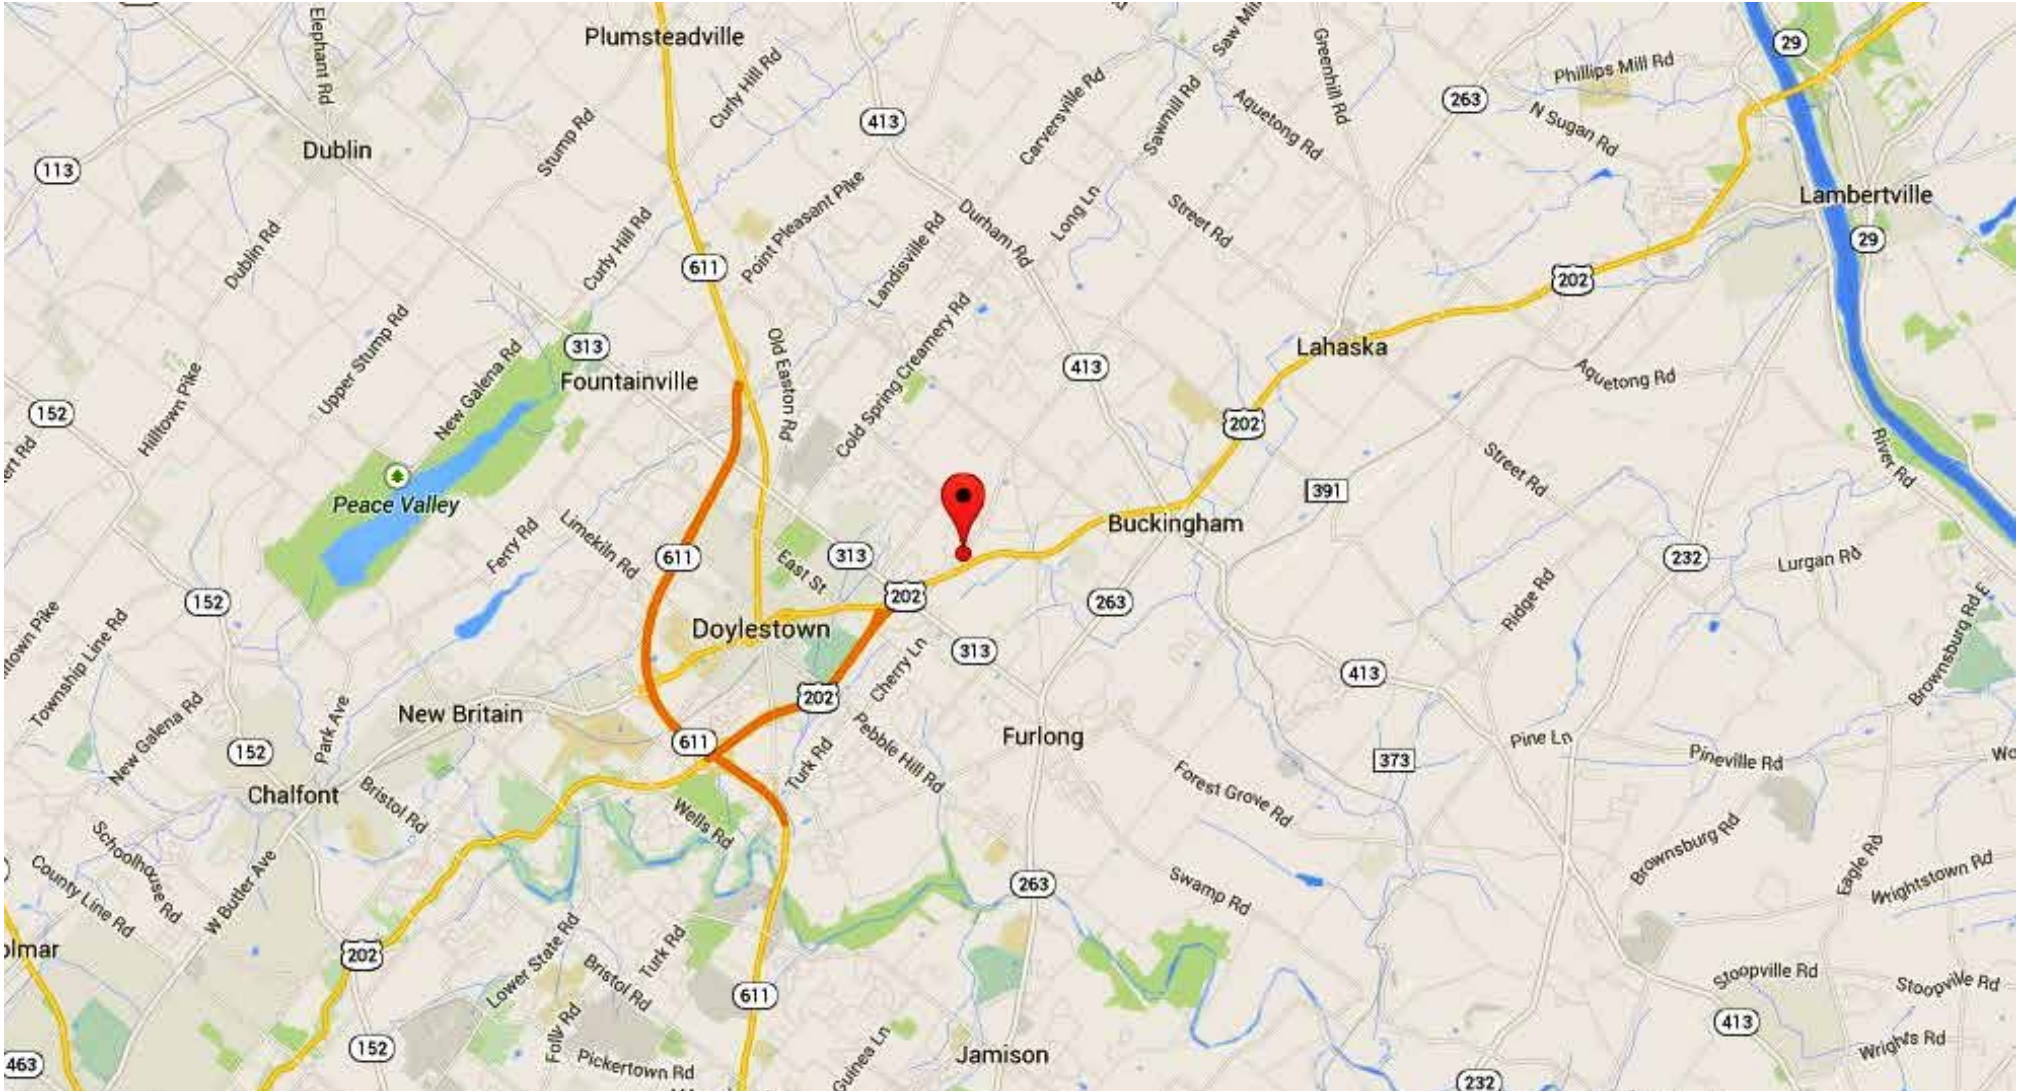 Plumsteadville
Elephant Rd
Curly Hill Rd
Saw Mill
Greenhill Rd
29
Phillips Mill Rd
263
N Sugan Rd
413
Carversville Rd
Sawmill Rd
Aquetong Rd
Stump Rd
Dublin
113
Lambertville
Point Pleasant Pike
Durham Rd
Long Ln
Street Rd
29
Dublin Rd
Curly Hill Rd
611
Landisville Rd
202
Upper Stump Rd
New Galena Rd
313
Fountainville
Old Easton Rd
Cold Spring Creamery Rd
413
Lahaska
Aquetong Rd
152
Hilltown Pike
202
ert Rd
River Rd
Street Rd
391
Peace Valley
Ferry Rd
Limekiln Rd
611
East St
313
Buckingham
232
Lurgan Rd
152
202
263
Ridge Rd
Brownsburg Rd E
Doylestown
ltown Pike
Township Line Rd
313
Cherry Ln
413
New Galena Rd
Park Ave
New Britain
202
152
611
Turk Rd
Pebble Hill Rd
Furlong
Pine Ln
Pineville Rd
Wo
373
Chalfont
Bristol Rd
Wells Rd
Forest Grove Rd
Schoolhouse Rd
County Line Rd
W Butler Ave
263
Swamp Rd
Brownsburg Rd
Eagle Rd
Wrightstown Rd
olmar
202
Lower State Rd
Turk Rd
Bristol Rd
611
Stoopville Rd
Stoopville Rd
413
463
152
Folly Rd
Pickertown Rd
Guinea Ln
Jamison
Wrights Rd
232